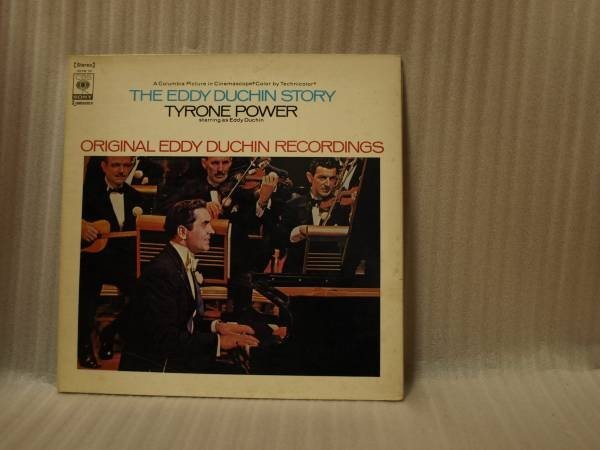 Stereo
CBS
SONY
A Columbia Picture in Cinemascope®Color by Technicolor®
THE EDDY DUCHIN STORY
TYRONE POWER
starring as Eddy Duchin
ORIGINAL EDDY DUCHIN RECORDINGS